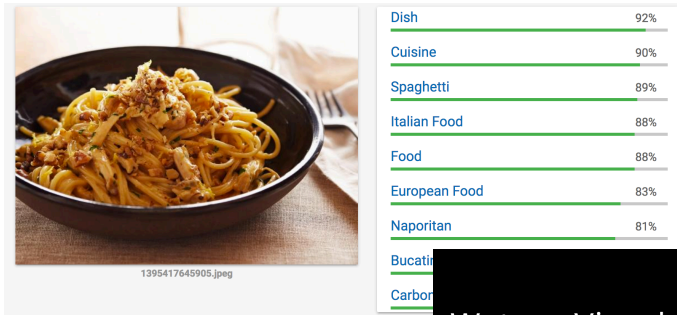 Dish 92%
Cuisine 90%
Spaghetti 89%
Italian Food 88%
Food 88%
European Food 83%
Naporitan 81%
1395417645905.jpeg